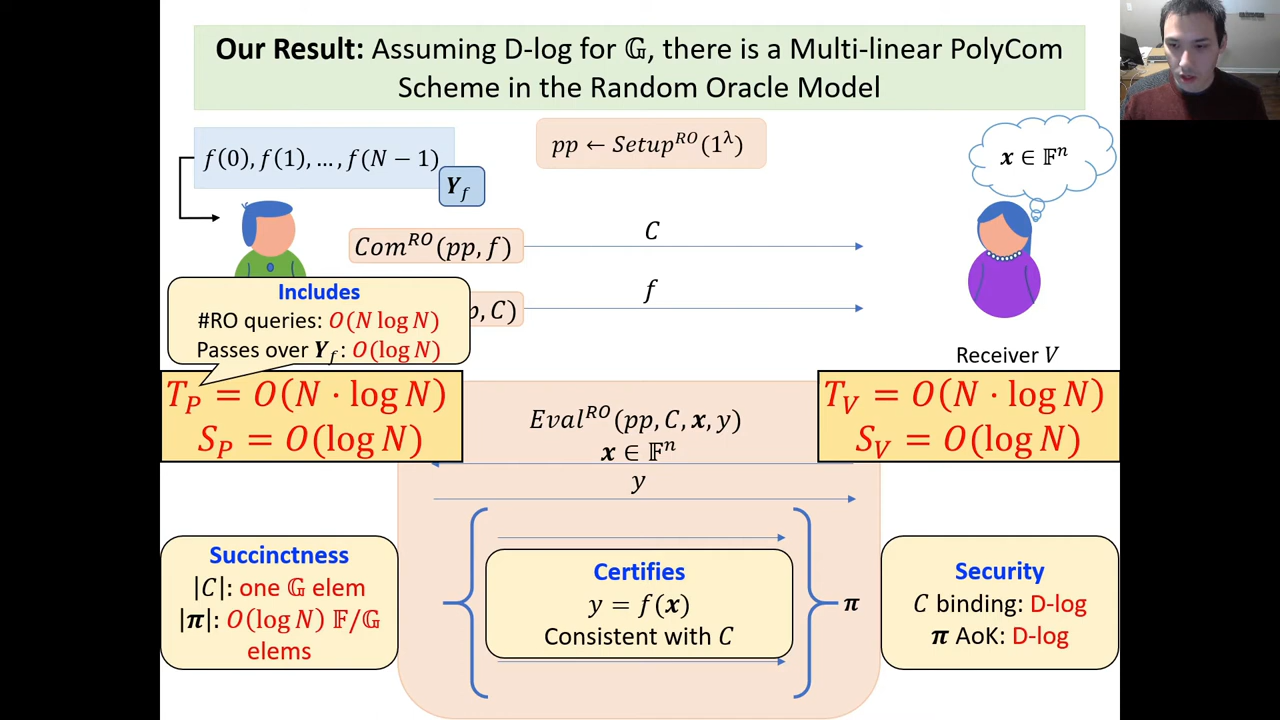 Our Result: Assuming D-log for 𝔾, there is a Multi-linear PolyCom
Scheme in the Random Oracle Model
f(0), f(1), …, f(N − 1)
Y_f
pp ← Setup^{RO}(1^λ)
x ∈ 𝔽^n
Com^{RO}(pp, f)
C
f
p, C)
Includes
#RO queries: O(N log N)
Passes over Y_f: O(log N)
Receiver V
T_P = O(N · log N)
S_P = O(log N)
T_V = O(N · log N)
S_V = O(log N)
Eval^{RO}(pp, C, x, y)
x ∈ 𝔽^n
y
Succinctness
|C|: one 𝔾 elem
|π|: O(log N) 𝔽/𝔾
elems
Certifies
y = f(x)
Consistent with C
π
Security
C binding: D-log
π AoK: D-log